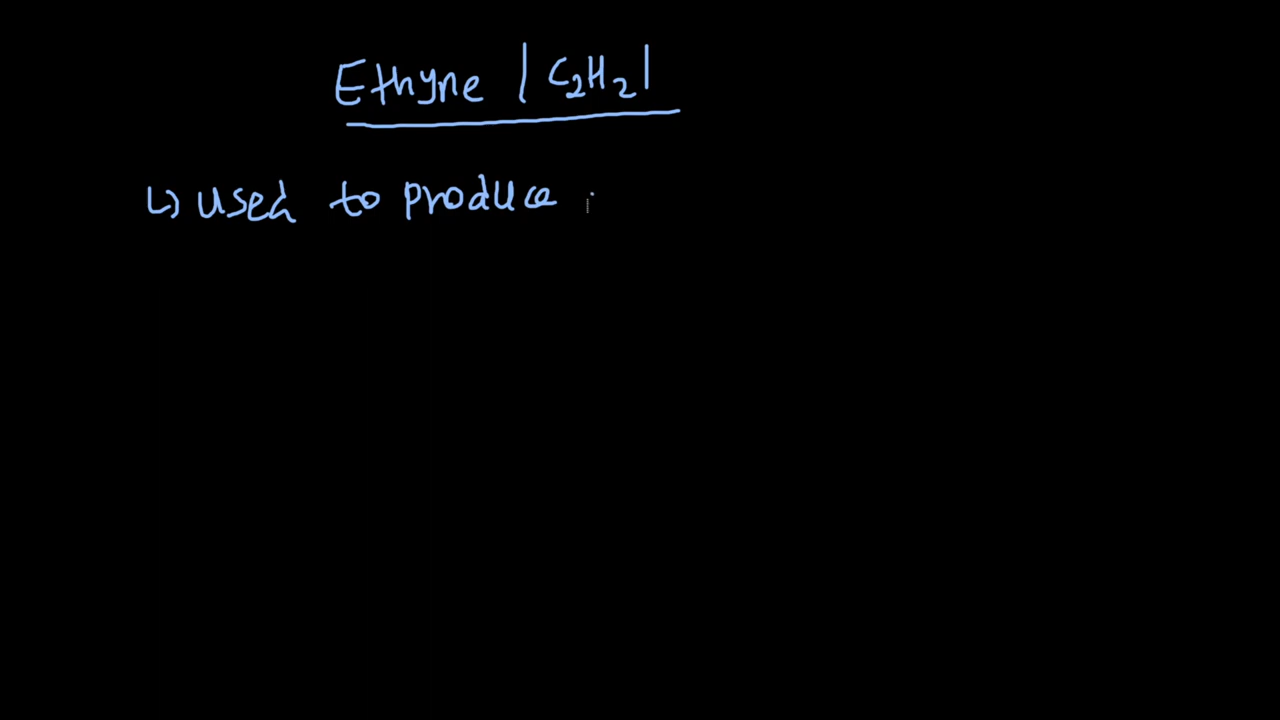 Ethyne | C₂H₂ |
↳ used to produce